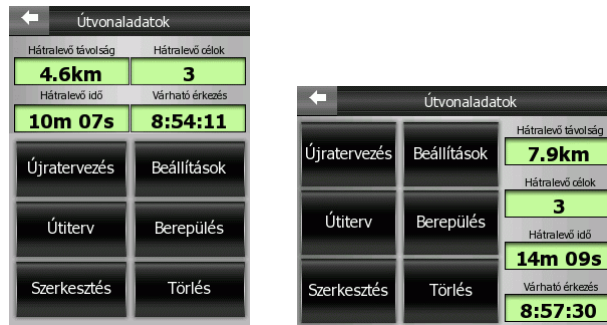 Útvonaladatok
Hátralevő távolság Hátralevő célok
4.6km 3
Hátralevő idő Várható érkezés
10m 07s 8:54:11
Újratervezés Beállítások
Útiterv Berepülés
Szerkesztés Törlés
Útvonaladatok
Újratervezés Beállítások
Útiterv Berepülés
Szerkesztés Törlés
Hátralevő távolság
7.9km
Hátralevő célok
3
Hátralevő idő
14m 09s
Várható érkezés
8:57:30